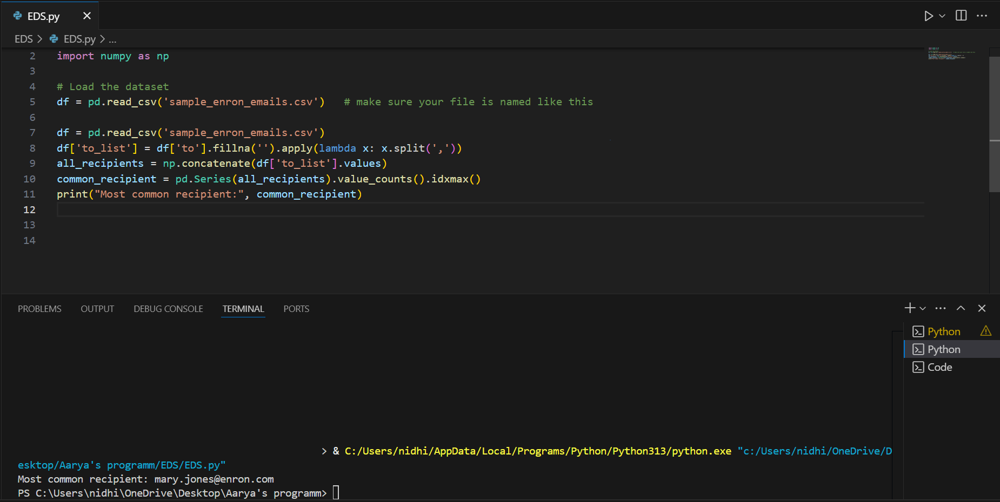 EDS.py
EDS > EDS.py > ...
2 import numpy as np
3
4 # Load the dataset
5 df = pd.read_csv('sample_enron_emails.csv')   # make sure your file is named like this
6
7 df = pd.read_csv('sample_enron_emails.csv')
8 df['to_list'] = df['to'].fillna('').apply(lambda x: x.split(','))
9 all_recipients = np.concatenate(df['to_list'].values)
10 common_recipient = pd.Series(all_recipients).value_counts().idxmax()
11 print("Most common recipient:", common_recipient)
12
13
14
PROBLEMS OUTPUT DEBUG CONSOLE TERMINAL PORTS
Python
Python
Code
> & C:/Users/nidhi/AppData/Local/Programs/Python/Python313/python.exe "c:/Users/nidhi/OneDrive/D
esktop/Aarya's programm/EDS/EDS.py"
Most common recipient: mary.jones@enron.com
PS C:\Users\nidhi\OneDrive\Desktop\Aarya's programm>